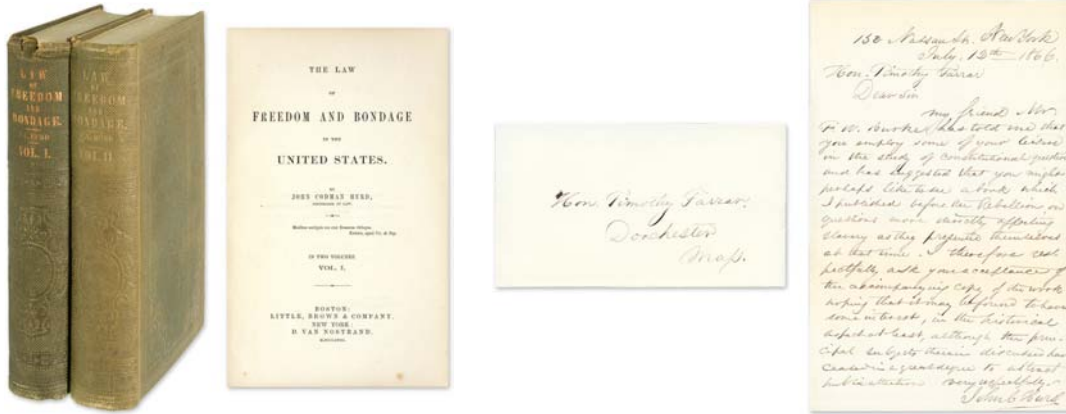 LAW
OF
FREEDOM
AND
BONDAGE.
VOL. I.
LAW
OF
FREEDOM
AND
BONDAGE.
VOL. II.
THE LAW
OF
FREEDOM AND BONDAGE
IN THE
UNITED STATES.
BY
JOHN CODMAN HURD,
COUNSELLOR AT LAW.
IN TWO VOLUMES
VOL. I.
BOSTON:
LITTLE, BROWN & COMPANY.
NEW YORK:
D. VAN NOSTRAND,
Hon. Timothy Farrar.
Dorchester
Mass.
152 Nassau St. New York
July. 12th 1866.
Hon. Timothy Farrar
Dear Sir
my friend Mr.
F. W. Burke has told me that
you employ some of your leisure
in the study of constitutional question
and has suggested that you might
perhaps like to see a book which
I published before the Rebellion on
questions more directly affecting
slavery as they presented themselves
at that time. I therefore res
pectfully ask your acceptance of
the accompanying copy of the work
hoping that it may be found to have
some interest, in the historical
aspect at least, although the prin-
cipal subjects therein discussed have
ceased in a great degree to attract
public attention very respectfully
John C Hurd